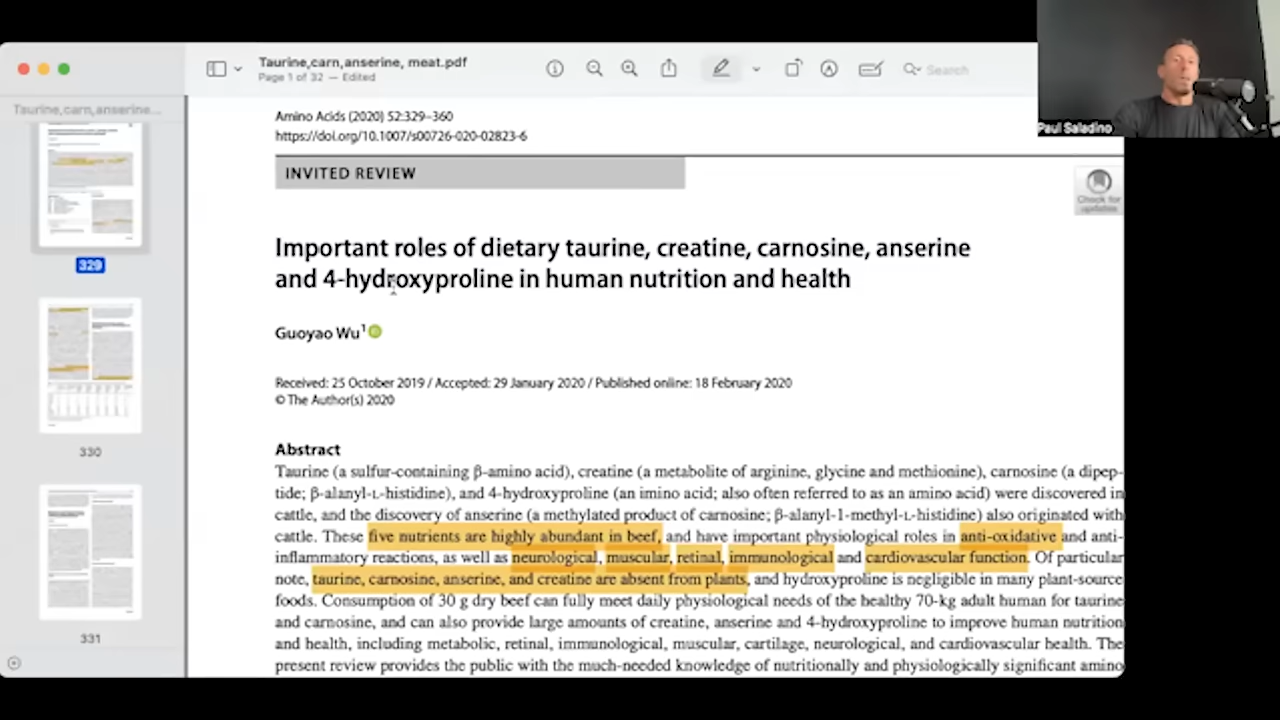 Taurine,carn,anserine, meat.pdf
Page 1 of 32 — Edited
Search
Taurine,carn,anserine...
Paul Saladino
329
330
331
Amino Acids (2020) 52:329–360
https://doi.org/10.1007/s00726-020-02823-6
INVITED REVIEW
Check for
updates
Important roles of dietary taurine, creatine, carnosine, anserine
and 4-hydroxyproline in human nutrition and health
Guoyao Wu¹
Received: 25 October 2019 / Accepted: 29 January 2020 / Published online: 18 February 2020
© The Author(s) 2020
Abstract
Taurine (a sulfur-containing β-amino acid), creatine (a metabolite of arginine, glycine and methionine), carnosine (a dipep-
tide; β-alanyl-L-histidine), and 4-hydroxyproline (an imino acid; also often referred to as an amino acid) were discovered in
cattle, and the discovery of anserine (a methylated product of carnosine; β-alanyl-1-methyl-L-histidine) also originated with
cattle. These five nutrients are highly abundant in beef, and have important physiological roles in anti-oxidative and anti-
inflammatory reactions, as well as neurological, muscular, retinal, immunological and cardiovascular function. Of particular
note, taurine, carnosine, anserine, and creatine are absent from plants, and hydroxyproline is negligible in many plant-source
foods. Consumption of 30 g dry beef can fully meet daily physiological needs of the healthy 70-kg adult human for taurine
and carnosine, and can also provide large amounts of creatine, anserine and 4-hydroxyproline to improve human nutrition
and health, including metabolic, retinal, immunological, muscular, cartilage, neurological, and cardiovascular health. The
present review provides the public with the much-needed knowledge of nutritionally and physiologically significant amino